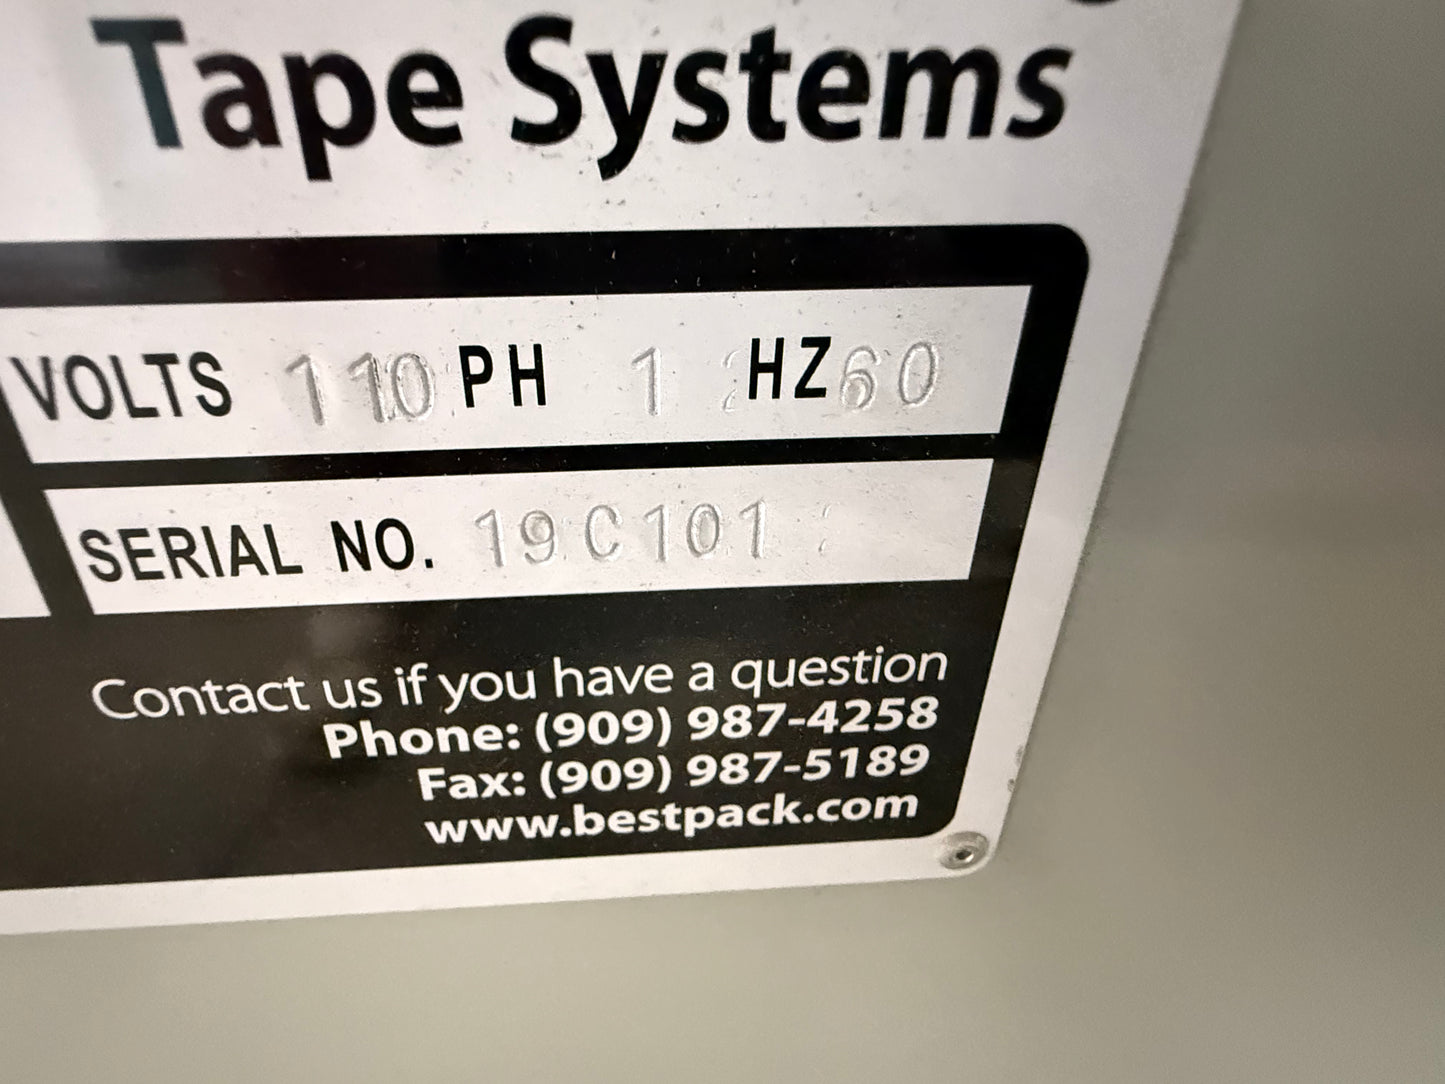 Tape Systems
VOLTS 110 PH 1 HZ 60
SERIAL NO. 19C101
Contact us if you have a question
Phone: (909) 987-4258
Fax: (909) 987-5189
www.bestpack.com